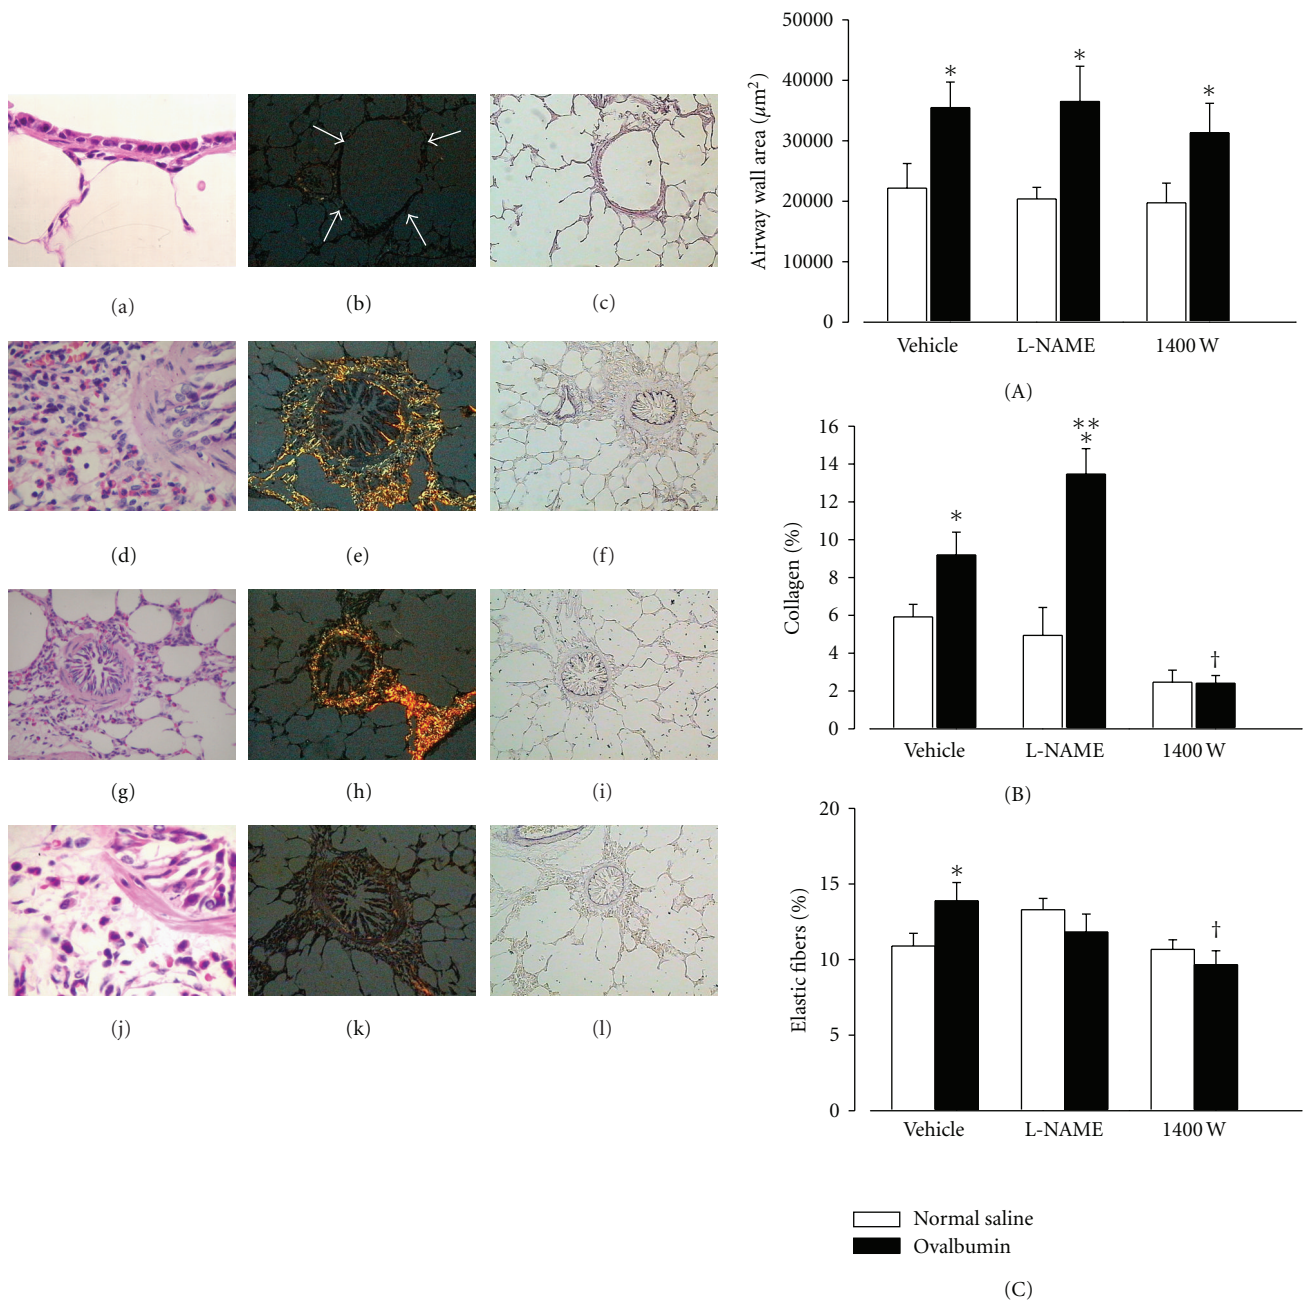 (a)
(b)
(c)
(d)
(e)
(f)
(g)
(h)
(i)
(j)
(k)
(l)
50000
40000
30000
20000
10000
0
Airway wall area (μm²)
*
*
*
Vehicle
L-NAME
1400 W
(A)
16
14
12
10
8
6
4
2
0
Collagen (%)
*
**
*
†
Vehicle
L-NAME
1400 W
(B)
20
15
10
5
0
Elastic fibers (%)
*
†
Vehicle
L-NAME
1400 W
Normal saline
Ovalbumin
(C)